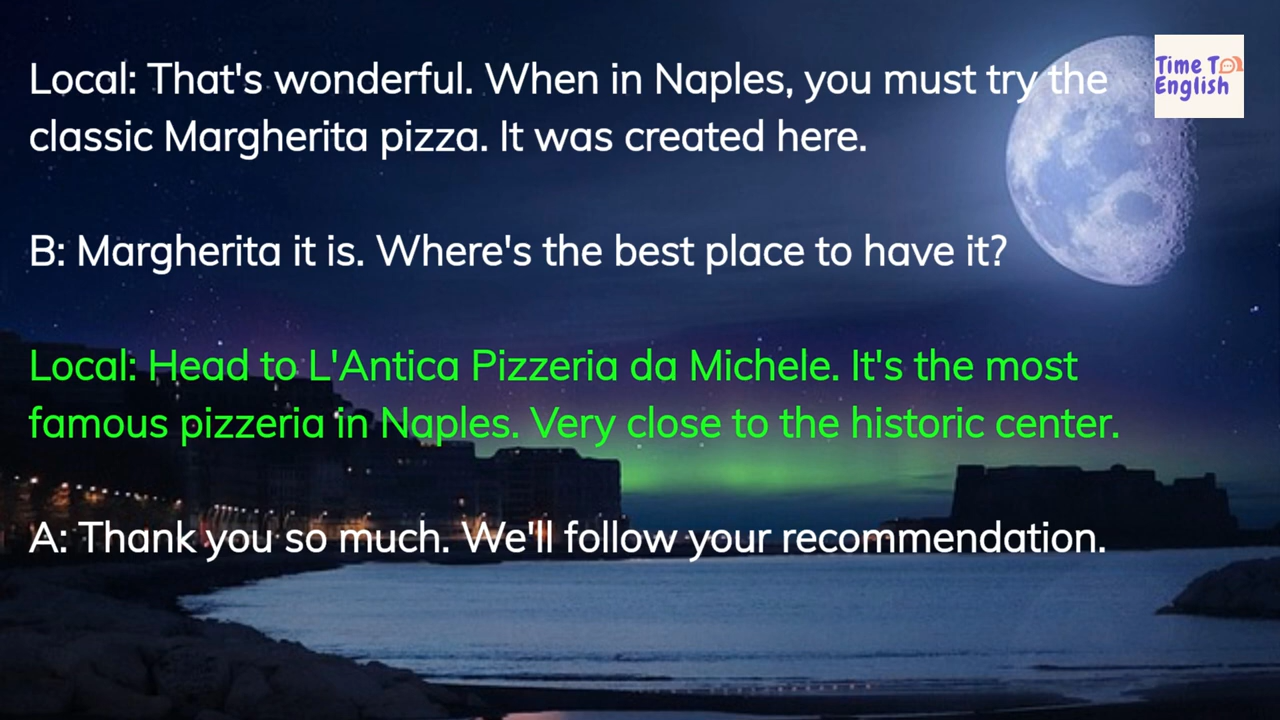 Local: That's wonderful. When in Naples, you must try the
classic Margherita pizza. It was created here.
B: Margherita it is. Where's the best place to have it?
Local: Head to L'Antica Pizzeria da Michele. It's the most
famous pizzeria in Naples. Very close to the historic center.
A: Thank you so much. We'll follow your recommendation.
Time To
English